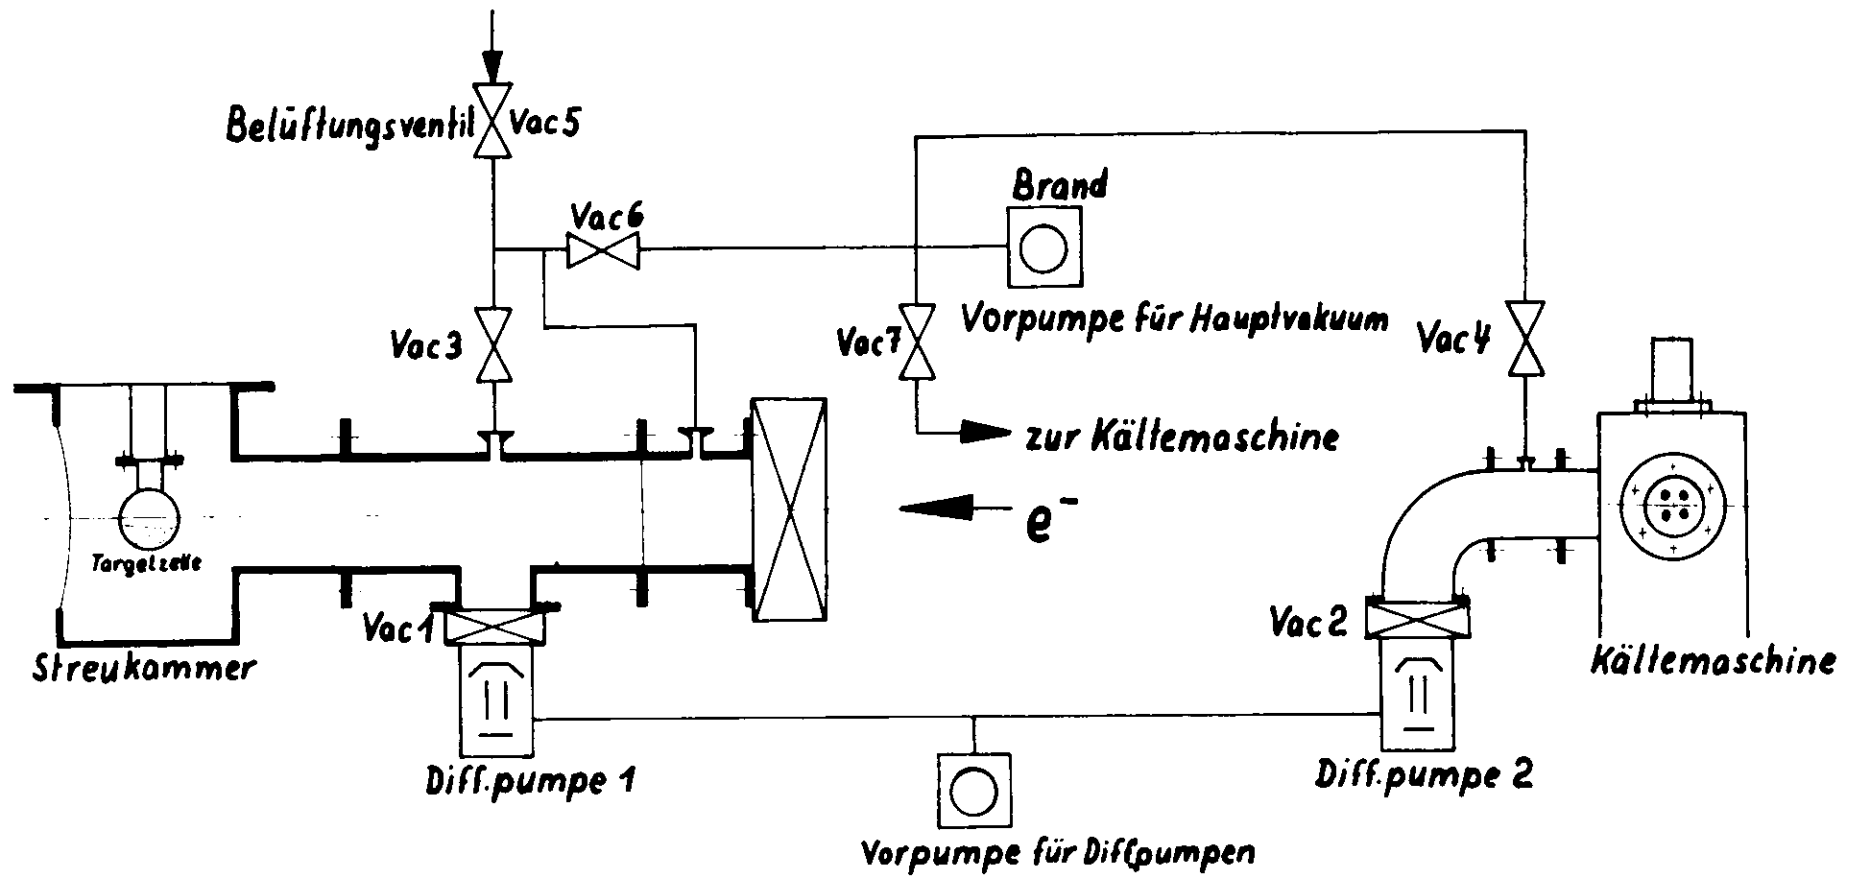 Belüftungsventil Vac5
Vac6
Brand
Vorpumpe für Hauptvakuum
Vac3
Vac7
Vac4
zur Kältemaschine
e⁻
Targetzelle
Vac1
Vac2
Streukammer
Kältemaschine
Diff.pumpe 1
Diff.pumpe 2
Vorpumpe für Diff.pumpen